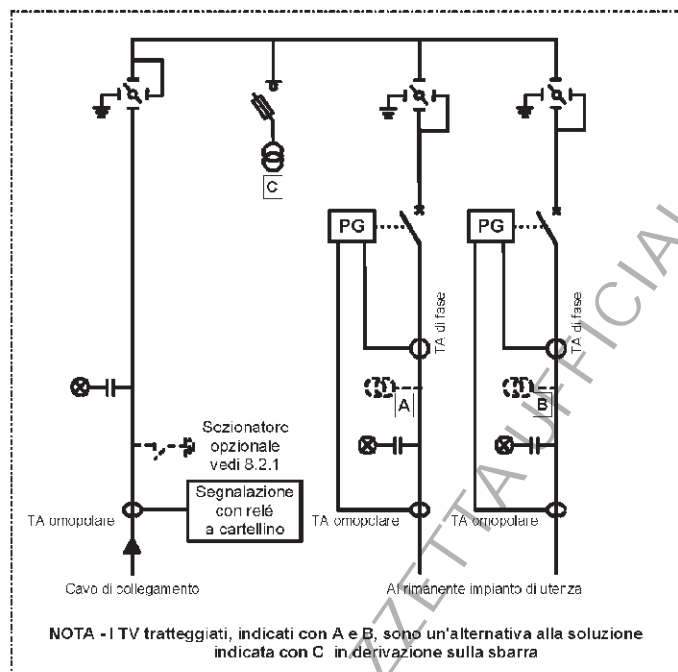 C
PG
PG
TA di fase
TA di fase
A
B
Sezionatore
opzionale
vedi 8.2.1
Segnalazione
con relé
a cartellino
TA omopolare
TA omopolare
TA omopolare
Cavo di collegamento
Al rimanente impianto di utenza
NOTA - I TV tratteggiati, indicati con A e B, sono un'alternativa alla soluzione
indicata con C in derivazione sulla sbarra
ZZETTA UFFICIAL